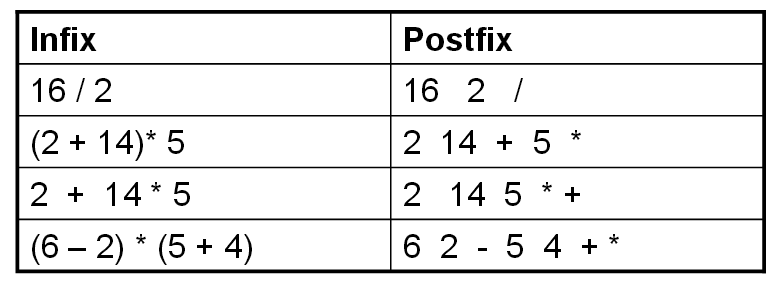 Infix Postfix
16 / 2 16 2 /
(2 + 14)* 5 2 14 + 5 *
2 + 14 * 5 2 14 5 * +
(6 – 2) * (5 + 4) 6 2 - 5 4 + *